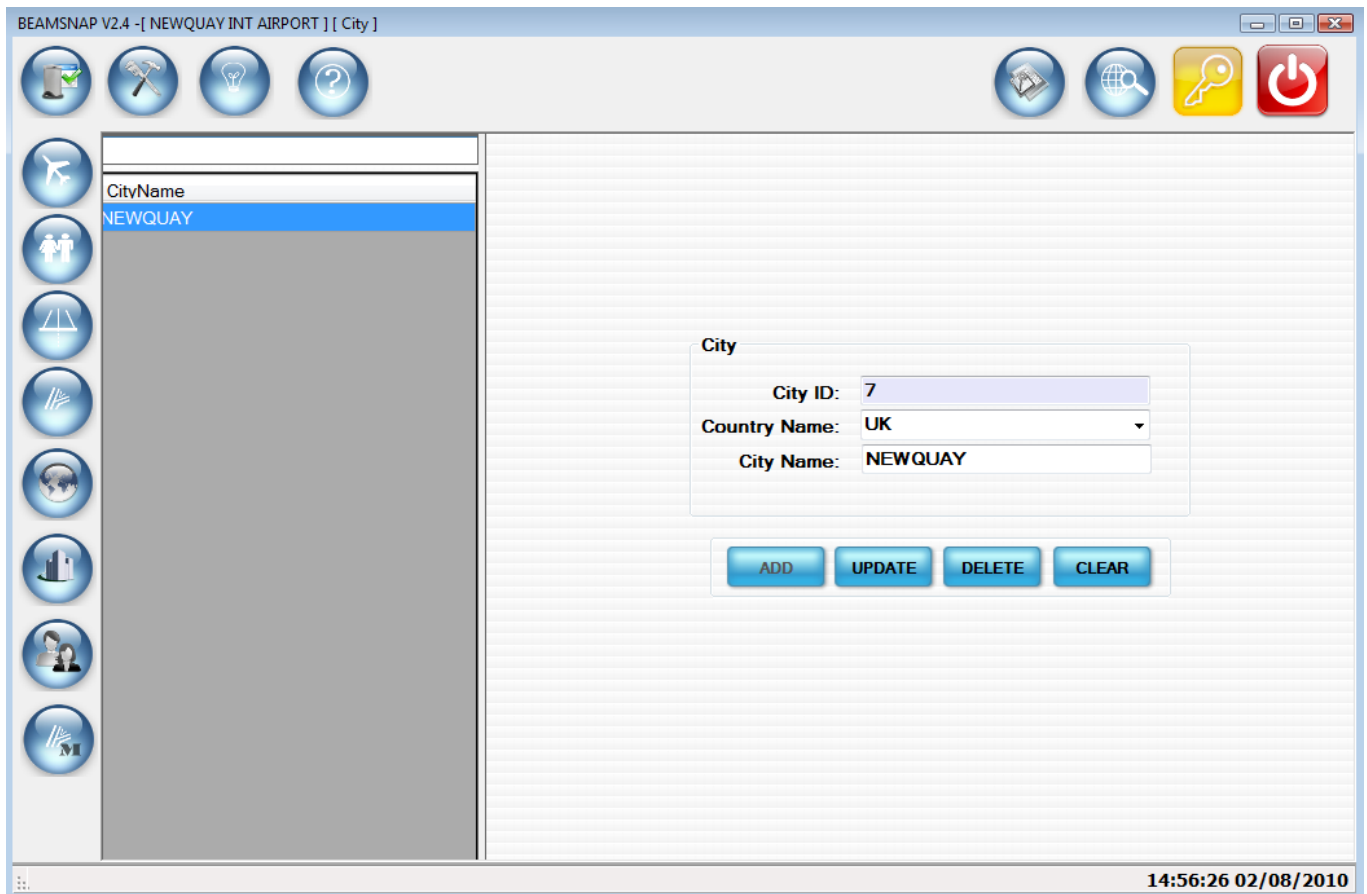 BEAMSNAP V2.4 -[ NEWQUAY INT AIRPORT ] [ City ]
CityName
NEWQUAY
City
City ID: 7
Country Name: UK
City Name: NEWQUAY
ADD UPDATE DELETE CLEAR
M
14:56:26 02/08/2010